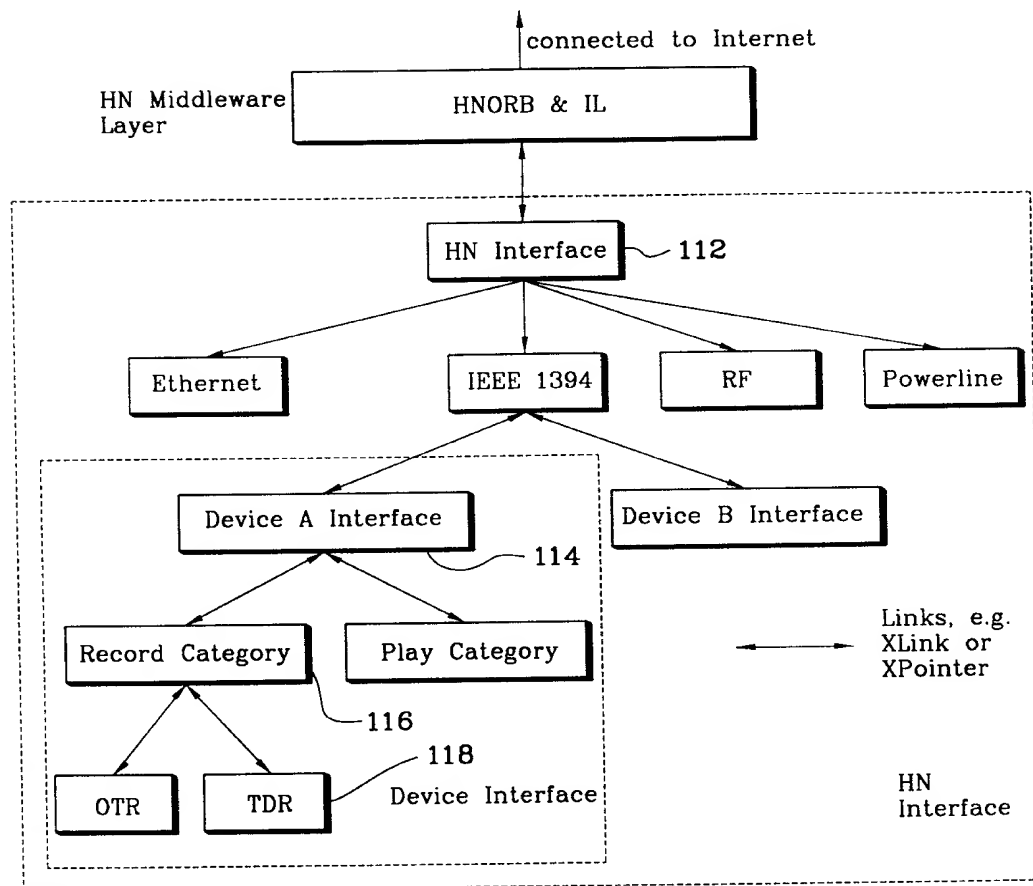 connected to Internet
HN Middleware
Layer
HNORB & IL
HN Interface
112
Ethernet
IEEE 1394
RF
Powerline
Device A Interface
Device B Interface
114
Record Category
Play Category
Links, e.g.
XLink or
XPointer
116
118
OTR
TDR
Device Interface
HN
Interface